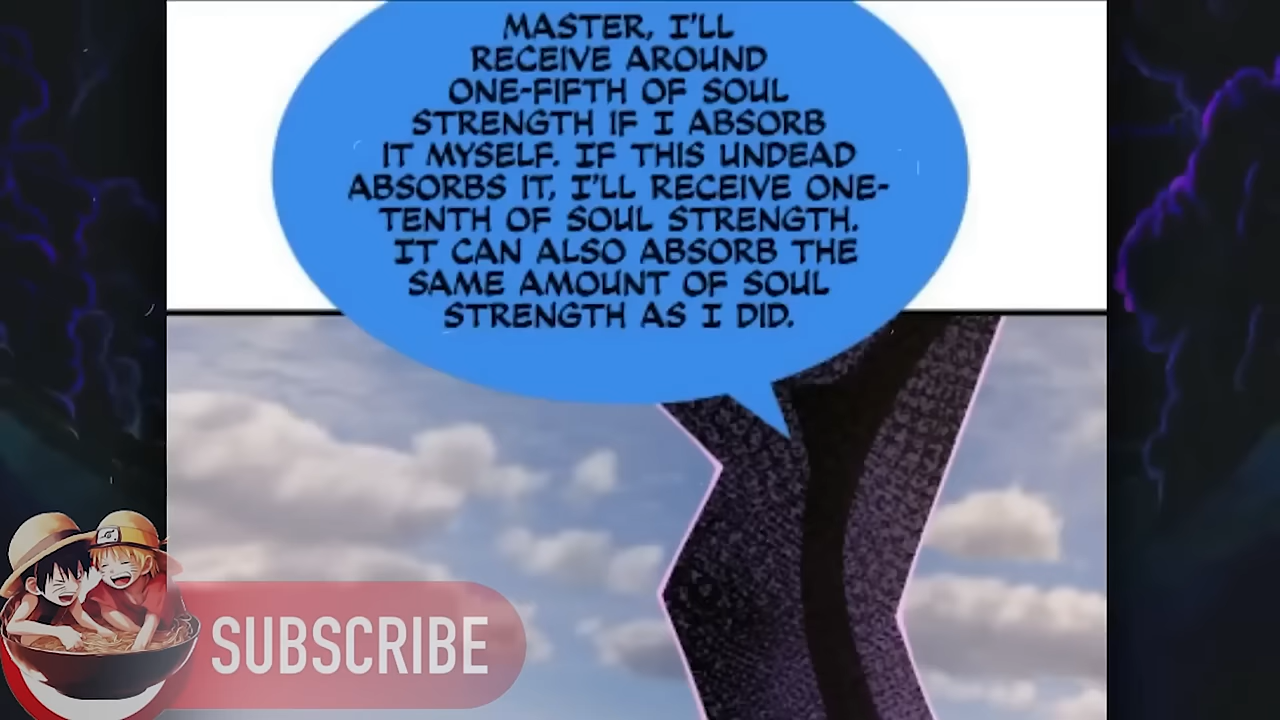 MASTER, I'LL
RECEIVE AROUND
ONE-FIFTH OF SOUL
STRENGTH IF I ABSORB
IT MYSELF. IF THIS UNDEAD
ABSORBS IT, I'LL RECEIVE ONE-
TENTH OF SOUL STRENGTH.
IT CAN ALSO ABSORB THE
SAME AMOUNT OF SOUL
STRENGTH AS I DID.
SUBSCRIBE